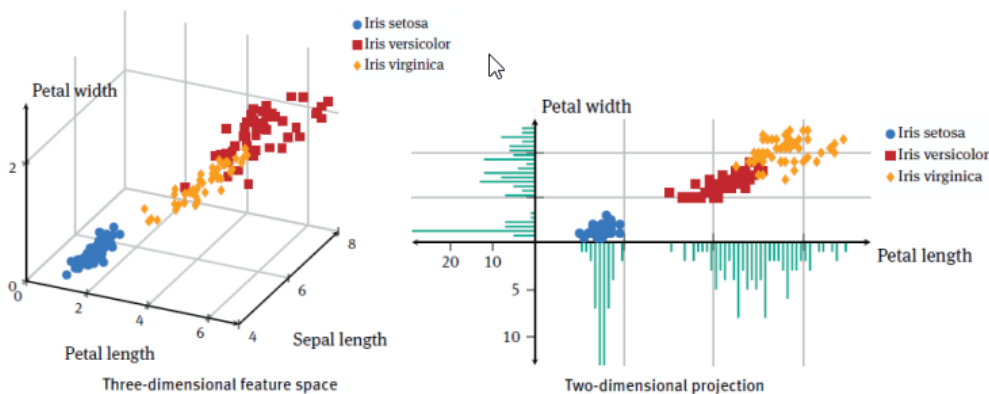 Iris setosa
Iris versicolor
Iris virginica
Petal width
2
0
0
2
4
6
4
6
8
Petal length
Sepal length
Three-dimensional feature space
Petal width
Iris setosa
Iris versicolor
Iris virginica
20 10
Petal length
5
10
Two-dimensional projection